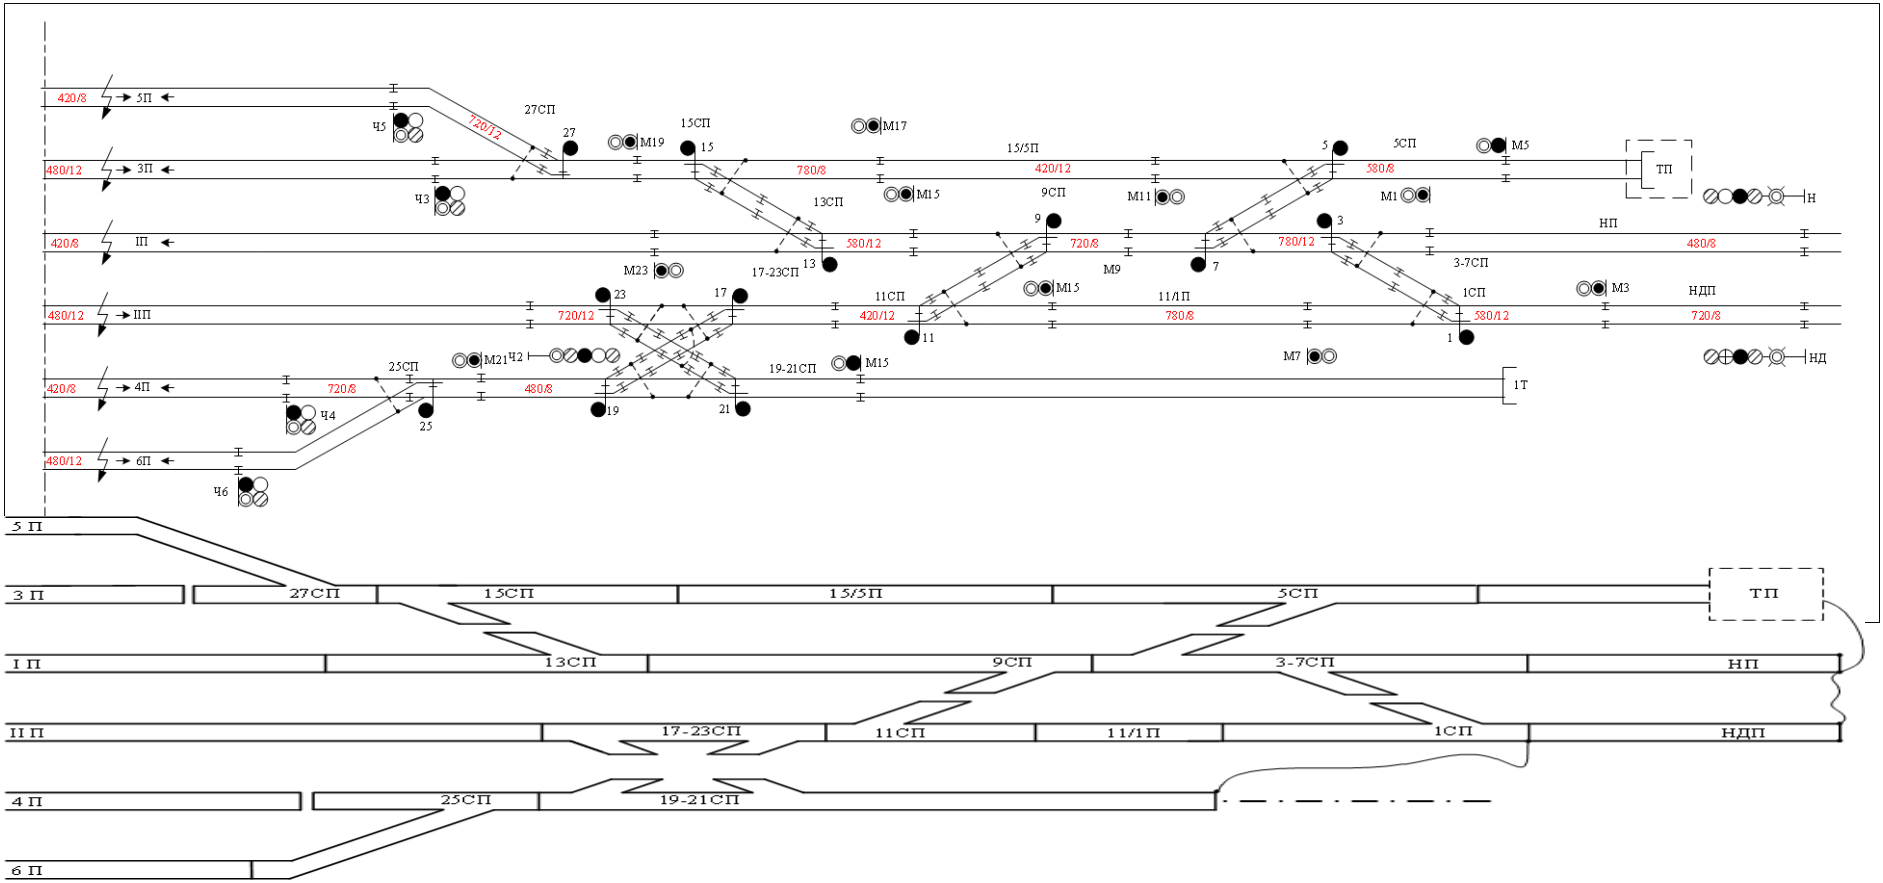 420/8 5П
Ч5
720/12
27СП
27
М19
15СП
15
М17
15/5П
5
5СП
М5
480/12 3П
780/8
420/12
580/8
ТП
Ч3
13СП
М15
9СП
М11
М1
Н
420/8 IП
580/12
9
720/8
780/12
3
НП
480/8
М23
17-23СП
13
М9
7
3-7СП
23
17
11СП
М15
11/1П
1СП
М3
НДП
480/12 IIП
720/12
420/12
780/8
580/12
720/8
25СП
М21
Ч2
11
М7
1
НД
М15
19-21СП
420/8 4П
720/8
480/8
1Т
Ч4
25
19
21
480/12 6П
Ч6
5 П
3 П 27СП 15СП 15/5П 5СП ТП
I П 13СП 9СП 3-7СП НП
II П 17-23СП 11СП 11/1П 1СП НДП
4 П 25СП 19-21СП
6 П